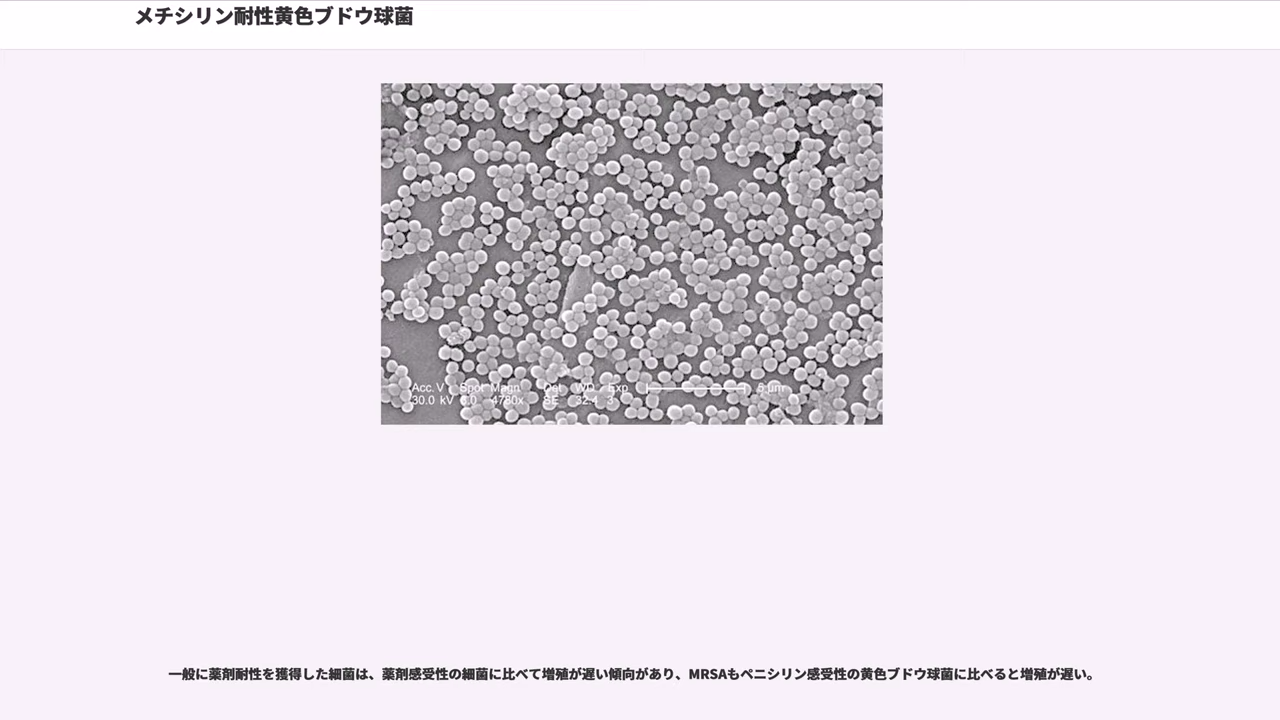 メチシリン耐性黄色ブドウ球菌
Acc.V Spot Magn Det WD Exp 5 µm
30.0 kV 6.0 4780x SE 32.4 3
一般に薬剤耐性を獲得した細菌は、薬剤感受性の細菌に比べて増殖が遅い傾向があり、MRSAもペニシリン感受性の黄色ブドウ球菌に比べると増殖が遅い。